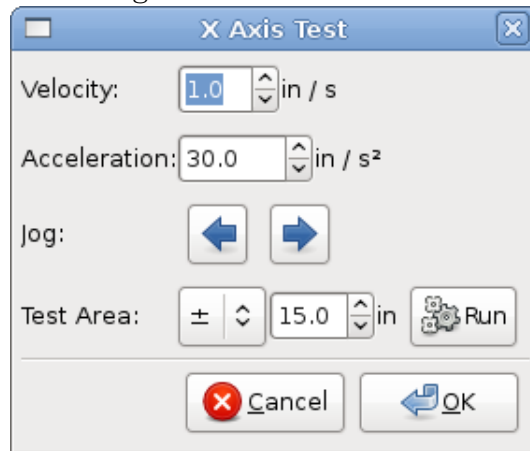 X Axis Test
Velocity: 1.0 in / s
Acceleration: 30.0 in / s²
Jog:
Test Area: ± 15.0 in Run
Cancel OK